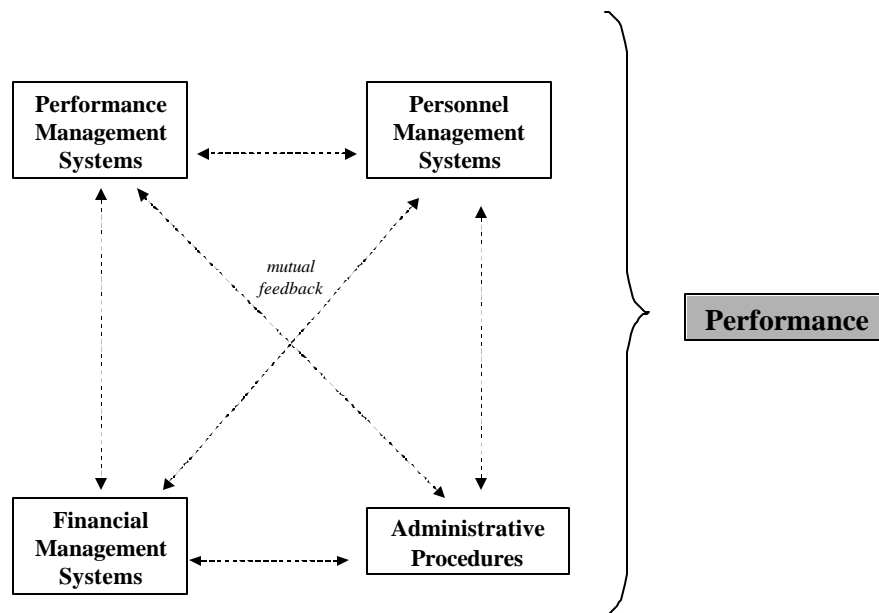 Performance
Management
Systems
Personnel
Management
Systems
mutual
feedback
Performance
Financial
Management
Systems
Administrative
Procedures